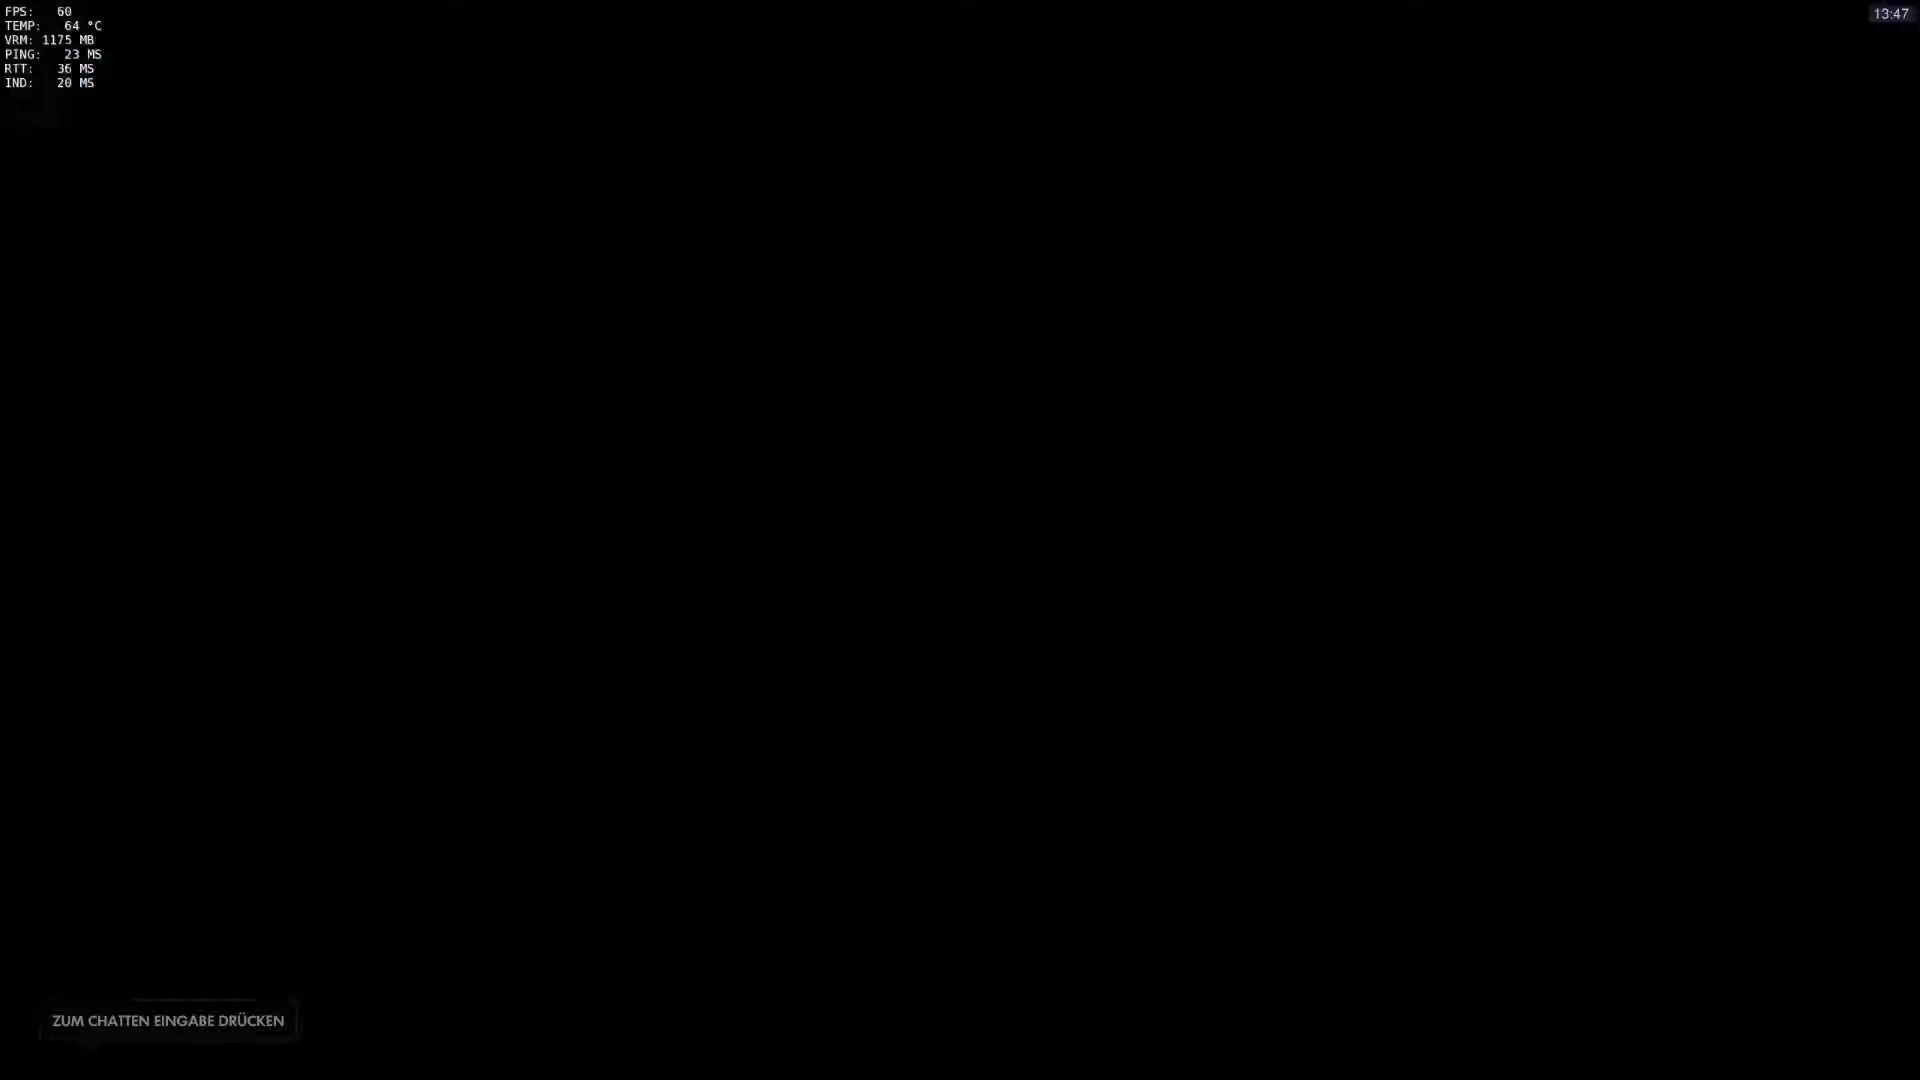 FPS: 60
13:47
TEMP: 64 °C
VRM: 1175 MB
PING: 23 MS
RTT: 36 MS
IND: 20 MS
ZUM CHATTEN EINGABE DRÜCKEN